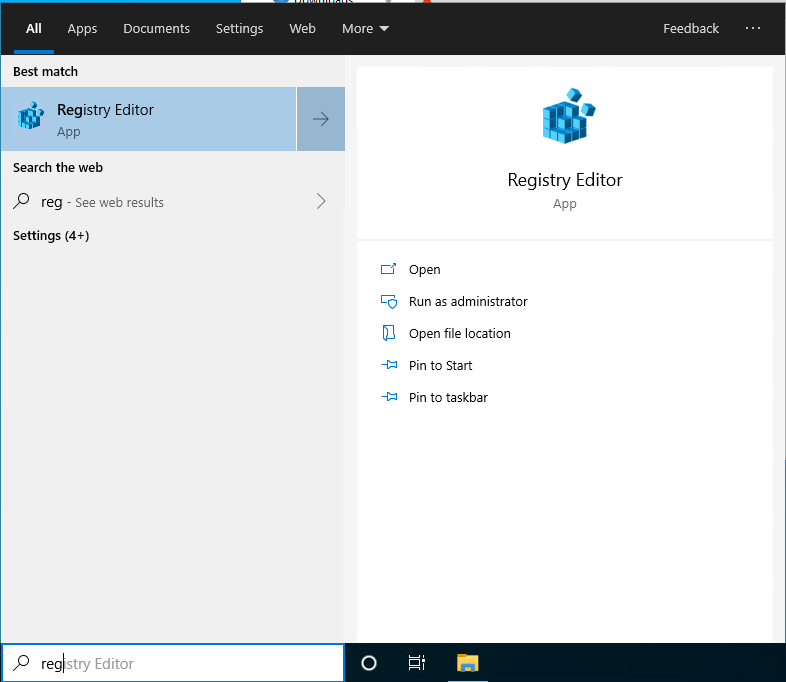 Downloads
All Apps Documents Settings Web More Feedback ...
Best match
Registry Editor
App
Search the web
reg - See web results
Settings (4+)
Registry Editor
App
Open
Run as administrator
Open file location
Pin to Start
Pin to taskbar
registry Editor